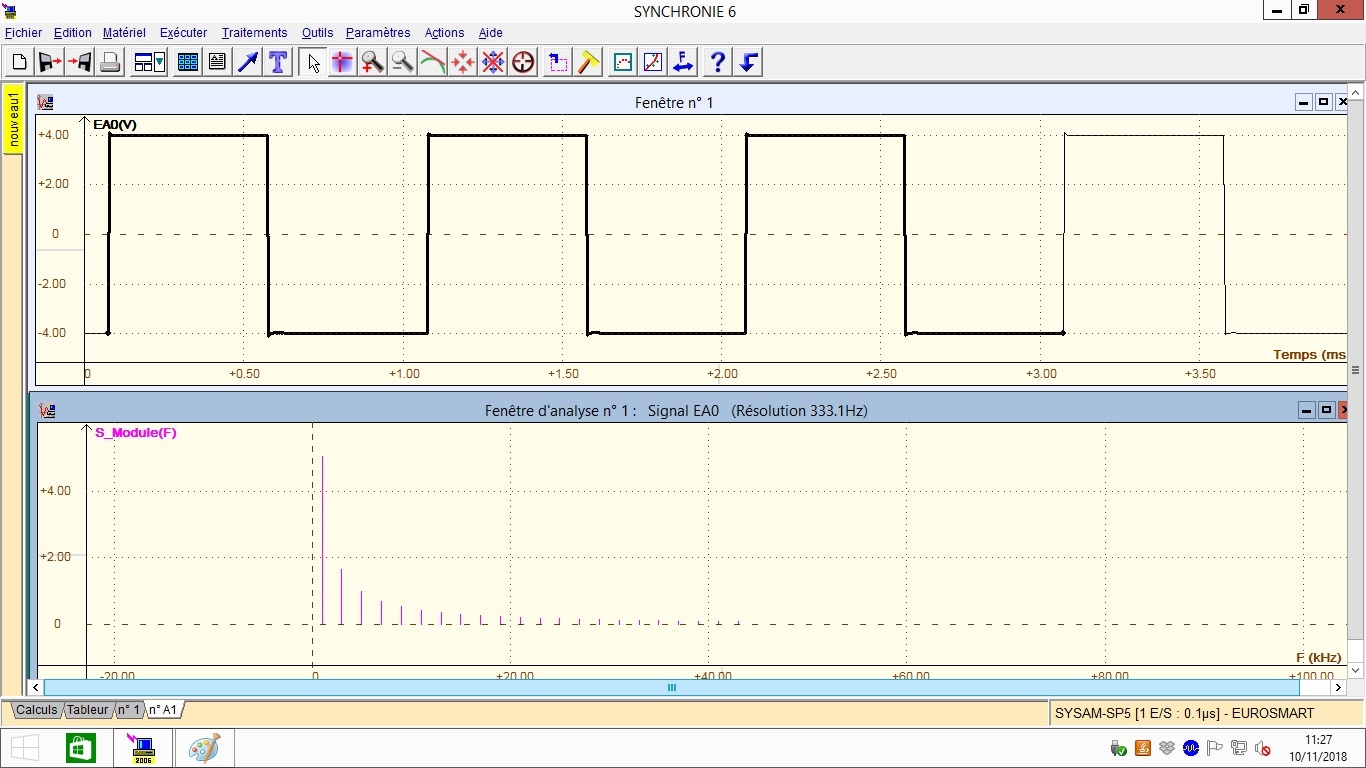 SYNCHRONIE 6
Fichier Edition Matériel Exécuter Traitements Outils Paramètres Actions Aide
nouveau1
Fenêtre n° 1
EA0(V)
+4.00
+2.00
0
-2.00
-4.00
Temps (ms
0 +0.50 +1.00 +1.50 +2.00 +2.50 +3.00 +3.50
Fenêtre d'analyse n° 1 : Signal EA0 (Résolution 333.1Hz)
S_Module(F)
+4.00
+2.00
0
F (kHz)
-20.00 0 +20.00 +40.00 +60.00 +80.00 +100.00
Calculs Tableur n° 1 n° A1
SYSAM-SP5 [1 E/S : 0.1µs] - EUROSMART
2006
11:27
10/11/2018